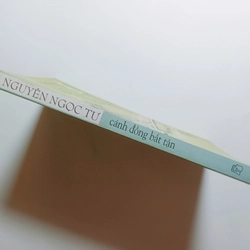 NGUYỄN NGỌC TƯ
cánh đồng bất tận